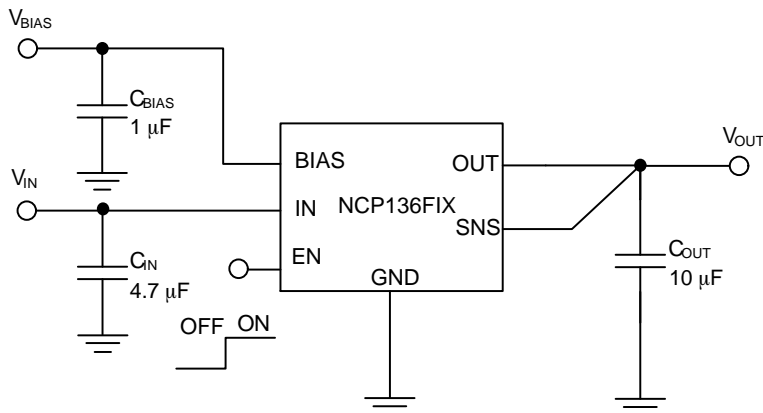 VBIAS
CBIAS
1 μF
VIN
CIN
4.7 μF
OFF ON
BIAS
IN
EN
NCP136FIX
GND
OUT
SNS
VOUT
COUT
10 μF